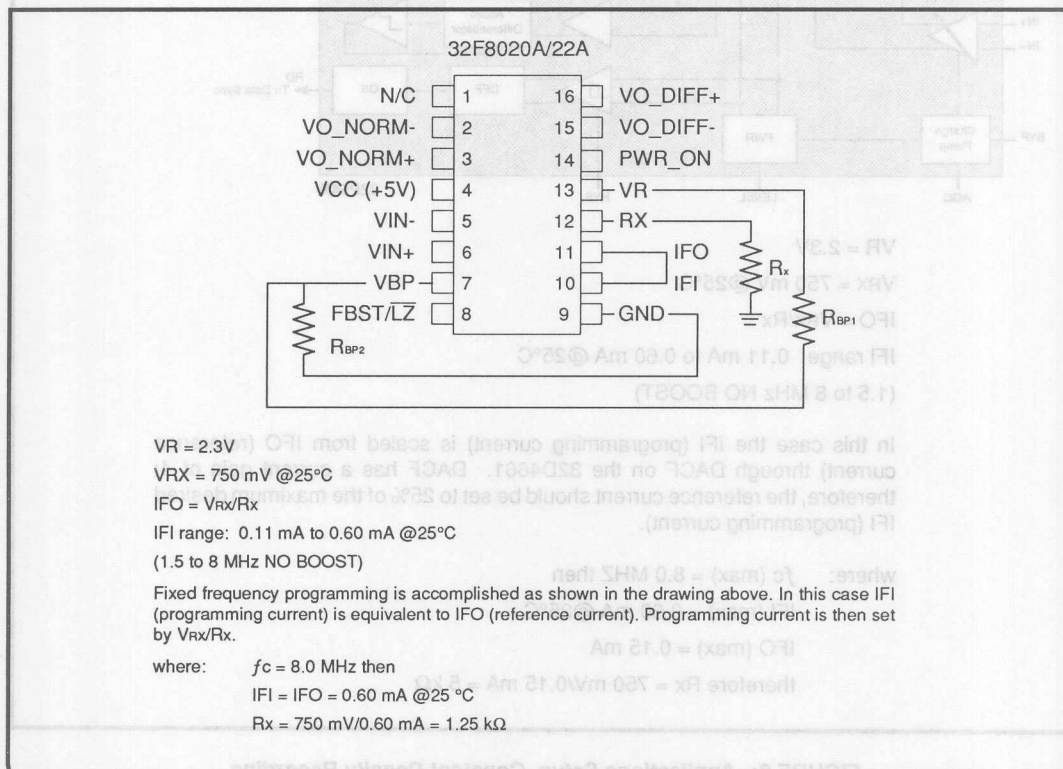 32F8020A/22A
N/C 1 16 VO_DIFF+
VO_NORM- 2 15 VO_DIFF-
VO_NORM+ 3 14 PWR_ON
VCC (+5V) 4 13 VR
VIN- 5 12 RX
VIN+ 6 11 IFO
VBP 7 10 IFI
FBST/L̅Z̅ 8 9 GND
Rx
RBP1
RBP2
VR = 2.3V
VRX = 750 mV @25°C
IFO = VRx/Rx
IFI range: 0.11 mA to 0.60 mA @25°C
(1.5 to 8 MHz NO BOOST)
Fixed frequency programming is accomplished as shown in the drawing above. In this case IFI
(programming current) is equivalent to IFO (reference current). Programming current is then set
by VRx/Rx.
where: ƒc = 8.0 MHz then
IFI = IFO = 0.60 mA @25 °C
Rx = 750 mV/0.60 mA = 1.25 kΩ